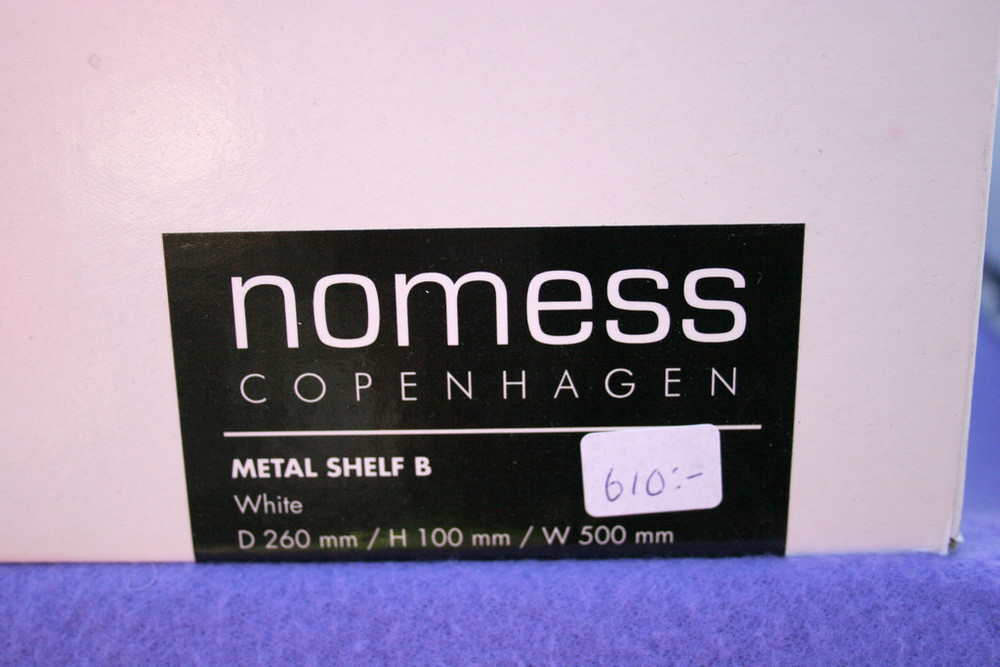 nomess
COPENHAGEN
METAL SHELF B
610:-
White
D 260 mm / H 100 mm / W 500 mm